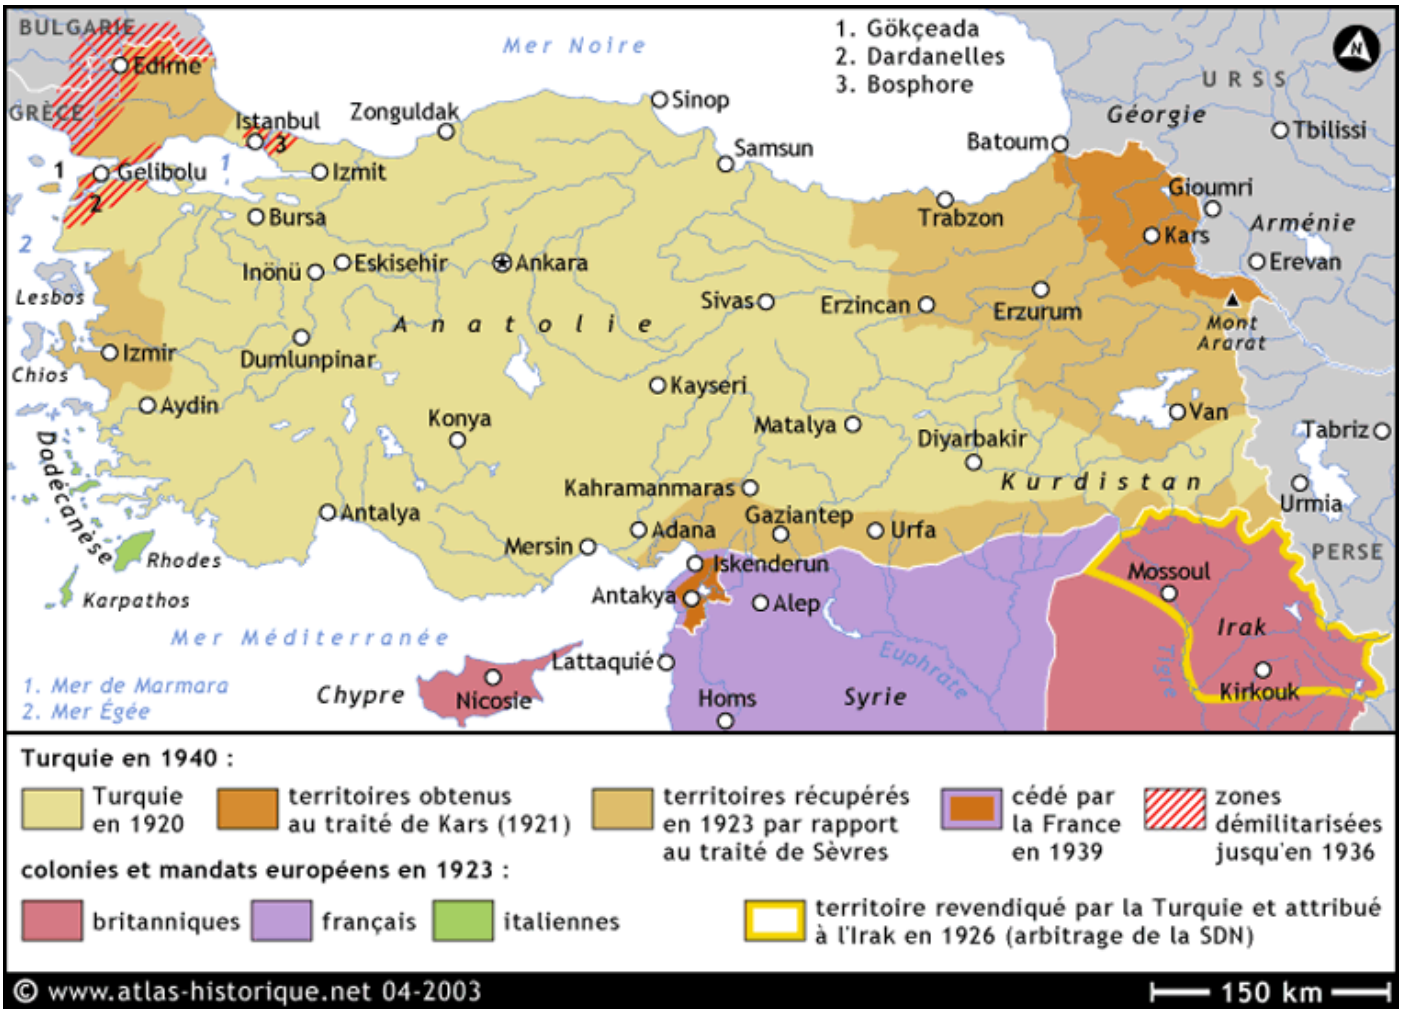 BULGARIE
Mer Noire
1. Gökçeada
2. Dardanelles
3. Bosphore
N
Edirne
URSS
GRÈCE
Istanbul
3
Zonguldak
Sinop
Géorgie
Tbilissi
Batoum
Samsun
1
Gelibolu
1
Izmit
Gioumri
2
Bursa
Trabzon
Kars
Arménie
2
Inönü
Eskisehir
Ankara
Erevan
Lesbos
Sivas
Erzincan
Erzurum
Anatolie
Mont
Ararat
Izmir
Dumlunpinar
Chios
Kayseri
Aydin
Konya
Matalya
Diyarbakir
Van
Tabriz
Dadécanèse
Kurdistan
Kahramanmaras
Urmia
Antalya
Adana
Gaziantep
Urfa
Mersin
PERSE
Rhodes
Iskenderun
Mossoul
Karpathos
Antakya
Alep
Mer Méditerranée
Irak
Lattaquié
Euphrate
Tigre
1. Mer de Marmara
2. Mer Égée
Chypre
Nicosie
Homs
Syrie
Kirkouk
Turquie en 1940 :
Turquie
en 1920
territoires obtenus
au traité de Kars (1921)
territoires récupérés
en 1923 par rapport
au traité de Sèvres
cédé par
la France
en 1939
zones
démilitarisées
jusqu'en 1936
colonies et mandats européens en 1923 :
britanniques
français
italiennes
territoire revendiqué par la Turquie et attribué
à l'Irak en 1926 (arbitrage de la SDN)
© www.atlas-historique.net 04-2003
150 km